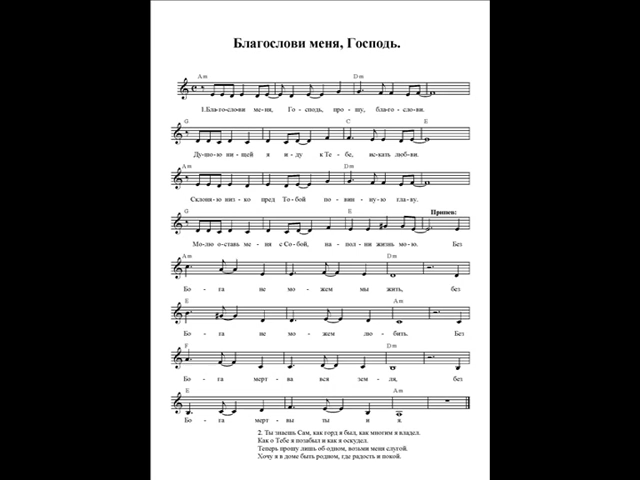 Благослови меня, Господь.
Am Dm
1.Бла-го-слови ме-ня, Го-сподь, про-шу, бла-го-сло-ви.
G C E
Ду-шо-ю ни-щей я и-ду к Те-бе, ис-кать люб-ви.
Am Dm
Склоню-ю низ-ко пред То-бой по-вин-ную гла-ву.
G E Припев:
Мо-лю о-ставь ме-ня с Со-бой, на-пол-ни жизнь мо-ю. Без
Am Dm
Бо-га не мо-жем мы жить, без
E Am
Бо-га не мо-жем лю-бить. Без
F Dm
Бо-га мерт-ва вся зем-ля, без
E Am
Бо-га мерт-вы ты и я.
2. Ты знаешь Сам, как горд я был, как многим я владел.
Как о Тебе я позабыл и как я оскудел.
Теперь прошу лишь об одном, возьми меня слугой.
Хочу я в доме быть родном, где радость и покой.